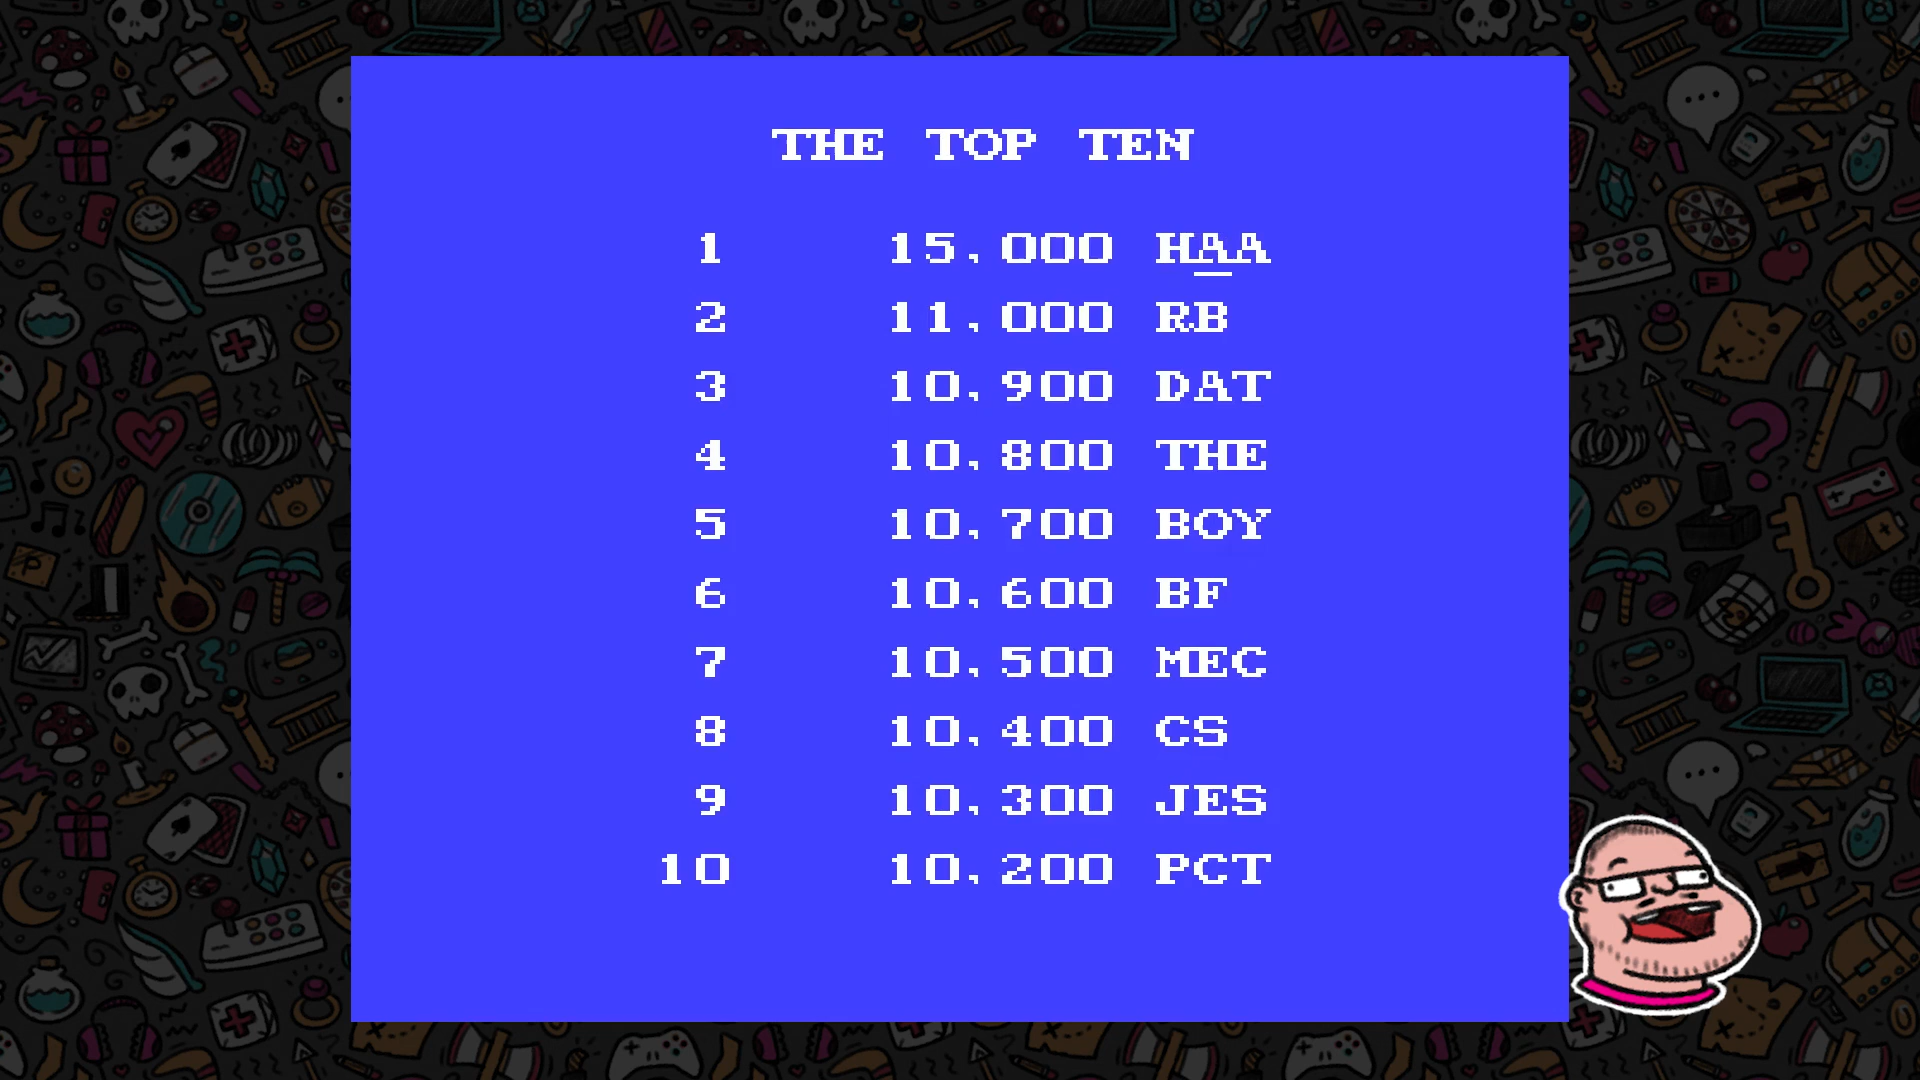 THE TOP TEN
1 15,000 HAA
2 11,000 RB
3 10,900 DAT
4 10,800 THE
5 10,700 BOY
6 10,600 BF
7 10,500 MEC
8 10,400 CS
9 10,300 JES
10 10,200 PCT